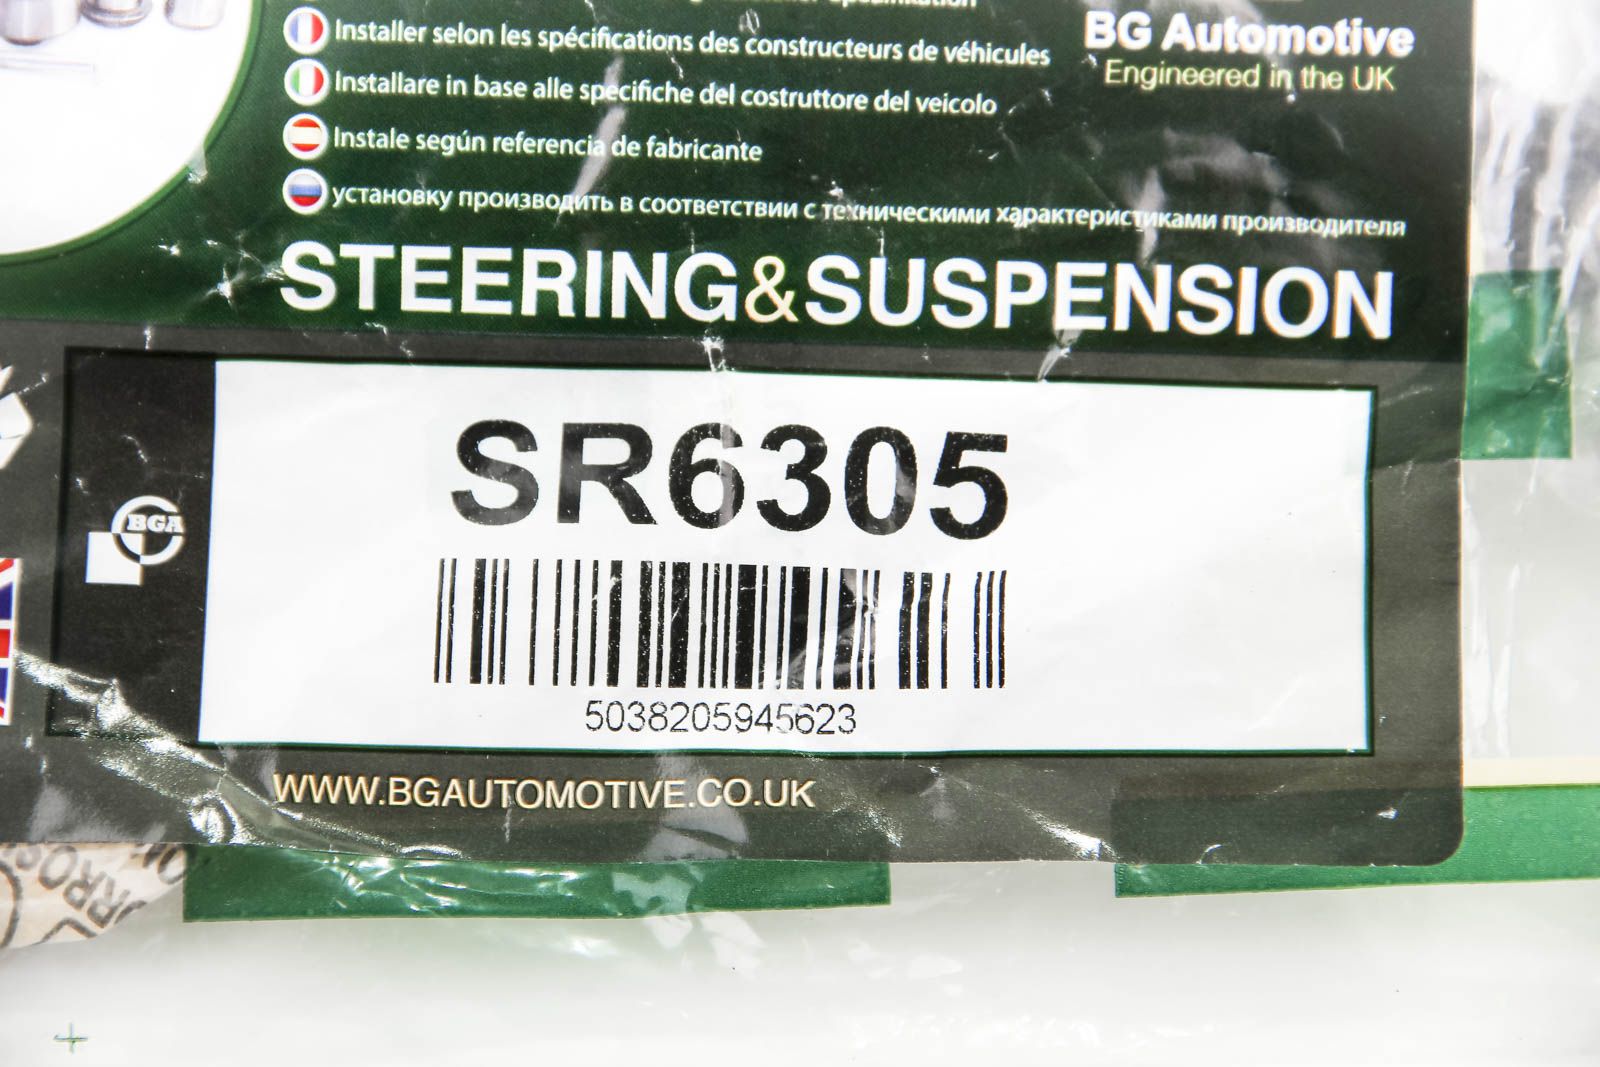 BG Automotive
Engineered in the UK
Installer selon les spécifications des constructeurs de véhicules
Installare in base alle specifiche del costruttore del veicolo
Instale según referencia de fabricante
установку производить в соответствии с техническими характеристиками производителя
STEERING&SUSPENSION
SR6305
BGA
5038205945623
WWW.BGAUTOMOTIVE.CO.UK